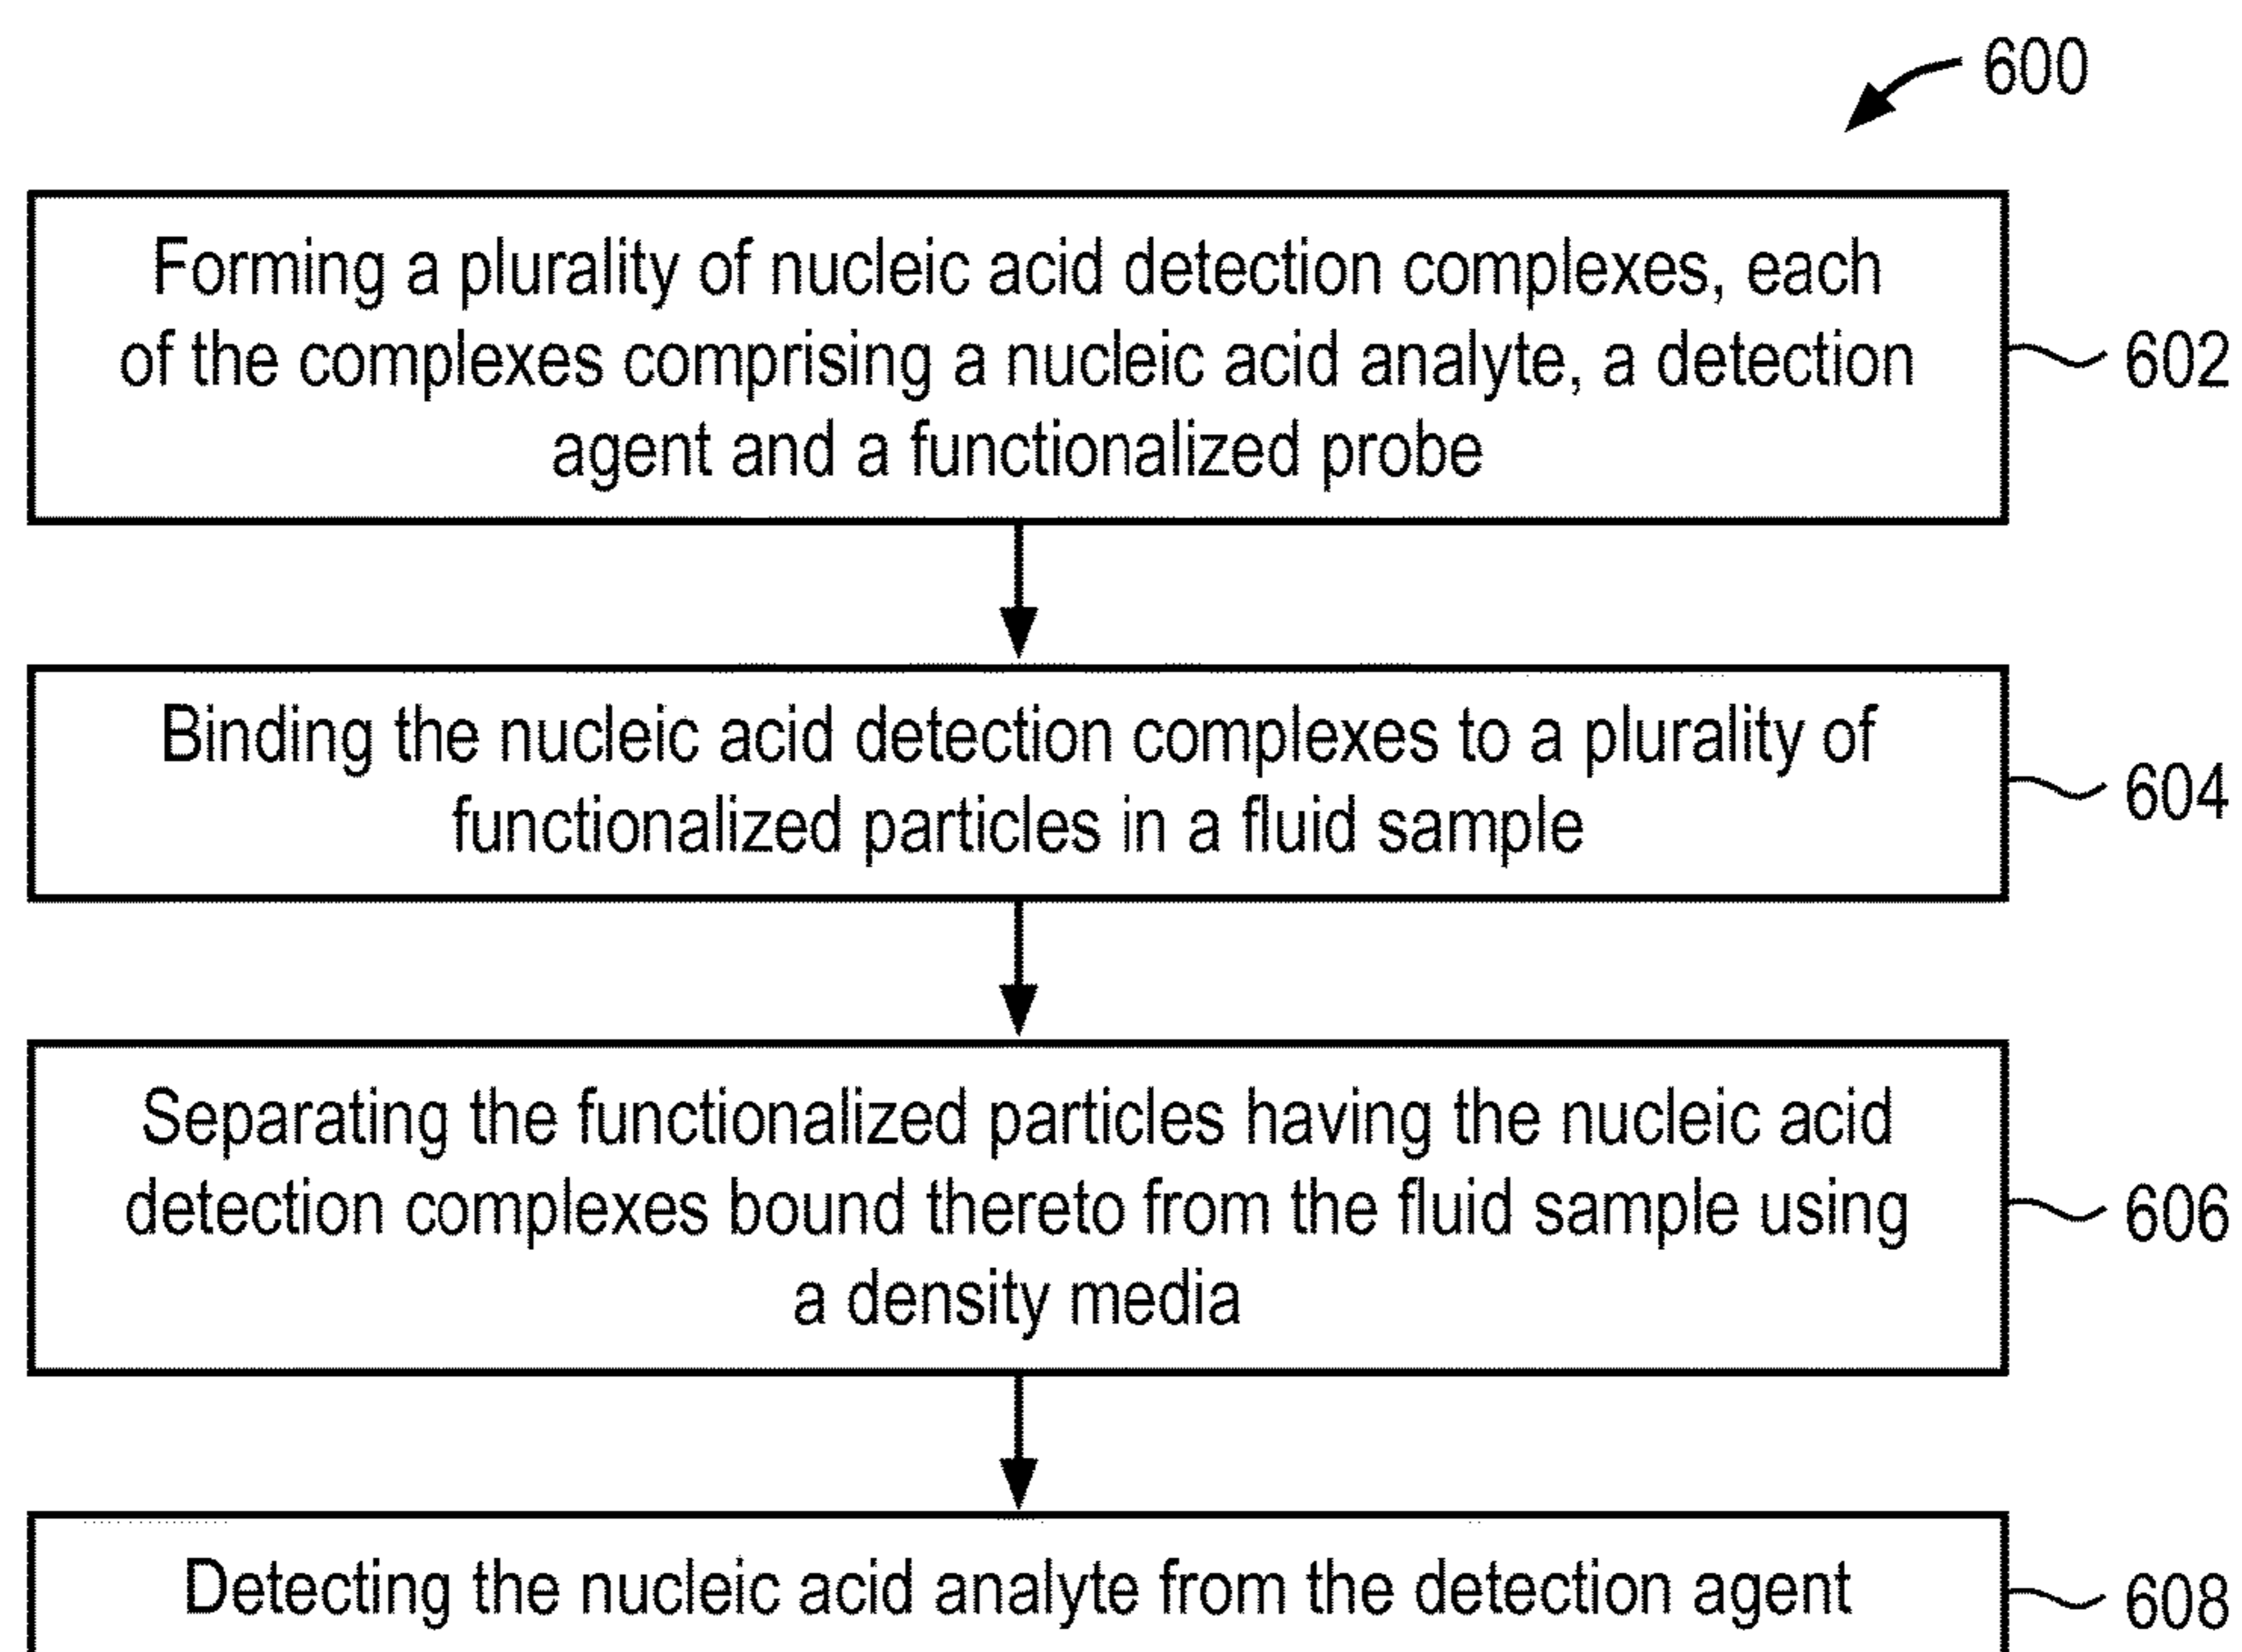 600
Forming a plurality of nucleic acid detection complexes, each
of the complexes comprising a nucleic acid analyte, a detection
agent and a functionalized probe
602
Binding the nucleic acid detection complexes to a plurality of
functionalized particles in a fluid sample
604
Separating the functionalized particles having the nucleic acid
detection complexes bound thereto from the fluid sample using
a density media
606
Detecting the nucleic acid analyte from the detection agent
608